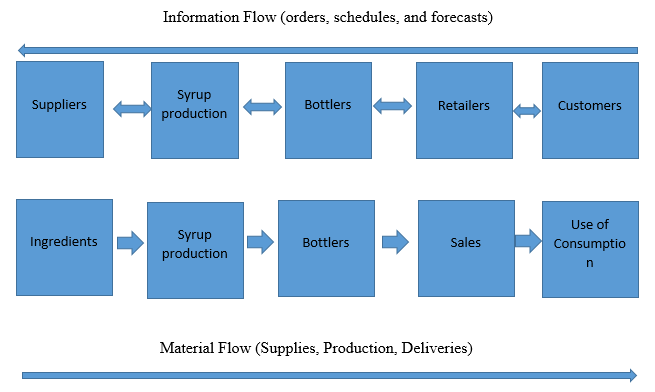 Information Flow (orders, schedules, and forecasts)
Suppliers
Syrup
production
Bottlers
Retailers
Customers
Ingredients
Syrup
production
Bottlers
Sales
Use of
Consumptio
n
Material Flow (Supplies, Production, Deliveries)